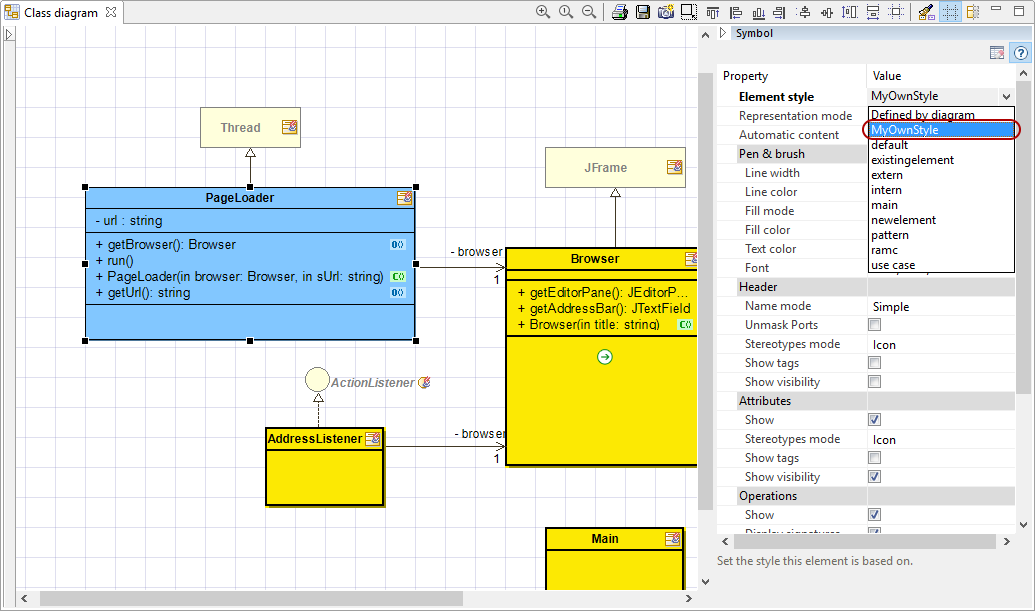 Class diagram
Thread
PageLoader
- url : string
+ getBrowser(): Browser
+ run()
+ PageLoader(in browser: Browser, in sUrl: string)
+ getUrl(): string
JFrame
- browser
1
Browser
+ getEditorPane(): JEditorP...
+ getAddressBar(): JTextField
+ Browser(in title: string)
ActionListener
AddressListener
- browser
1
Main
Symbol
Property Value
Element style MyOwnStyle
Representation mode
Automatic content
Pen & brush
Line width
Line color
Fill mode
Fill color
Text color
Font
Defined by diagram
MyOwnStyle
default
existingelement
extern
intern
main
newelement
pattern
ramc
use case
Header
Name mode Simple
Unmask Ports
Stereotypes mode Icon
Show tags
Show visibility
Attributes
Show
Stereotypes mode Icon
Show tags
Show visibility
Operations
Show
Display signatures
Set the style this element is based on.